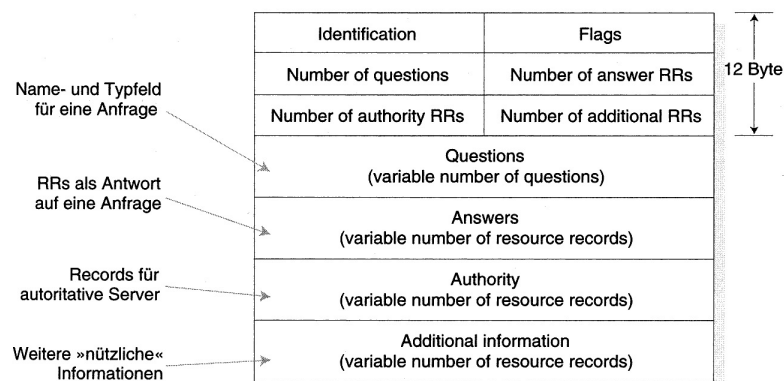 Identification
Flags
Number of questions
Number of answer RRs
12 Byte
Number of authority RRs
Number of additional RRs
Name- und Typfeld
für eine Anfrage
Questions
(variable number of questions)
RRs als Antwort
auf eine Anfrage
Answers
(variable number of resource records)
Records für
autoritative Server
Authority
(variable number of resource records)
Weitere »nützliche«
Informationen
Additional information
(variable number of resource records)